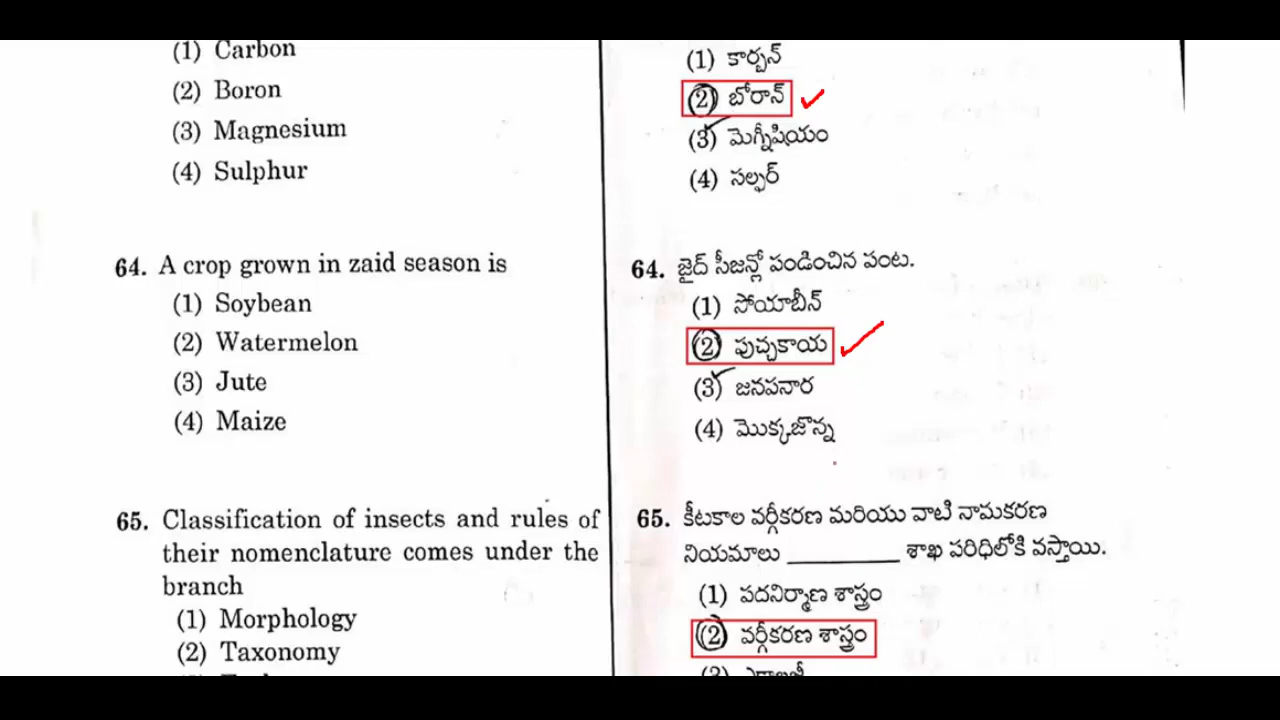 (1) Carbon
(2) Boron
(3) Magnesium
(4) Sulphur
64. A crop grown in zaid season is
(1) Soybean
(2) Watermelon
(3) Jute
(4) Maize
65. Classification of insects and rules of
their nomenclature comes under the
branch
(1) Morphology
(2) Taxonomy
(1) కార్బన్
(2) బోరాన్
(3) మెగ్నీషియం
(4) సల్ఫర్
64. జైద్ సీజన్లో పండించిన పంట.
(1) సోయాబీన్
(2) పుచ్చకాయ
(3) జనపనార
(4) మొక్కజొన్న
65. కీటకాల వర్గీకరణ మరియు వాటి నామకరణ
నియమాలు __________ శాఖ పరిధిలోకి వస్తాయి.
(1) పదనిర్మాణ శాస్త్రం
(2) వర్గీకరణ శాస్త్రం